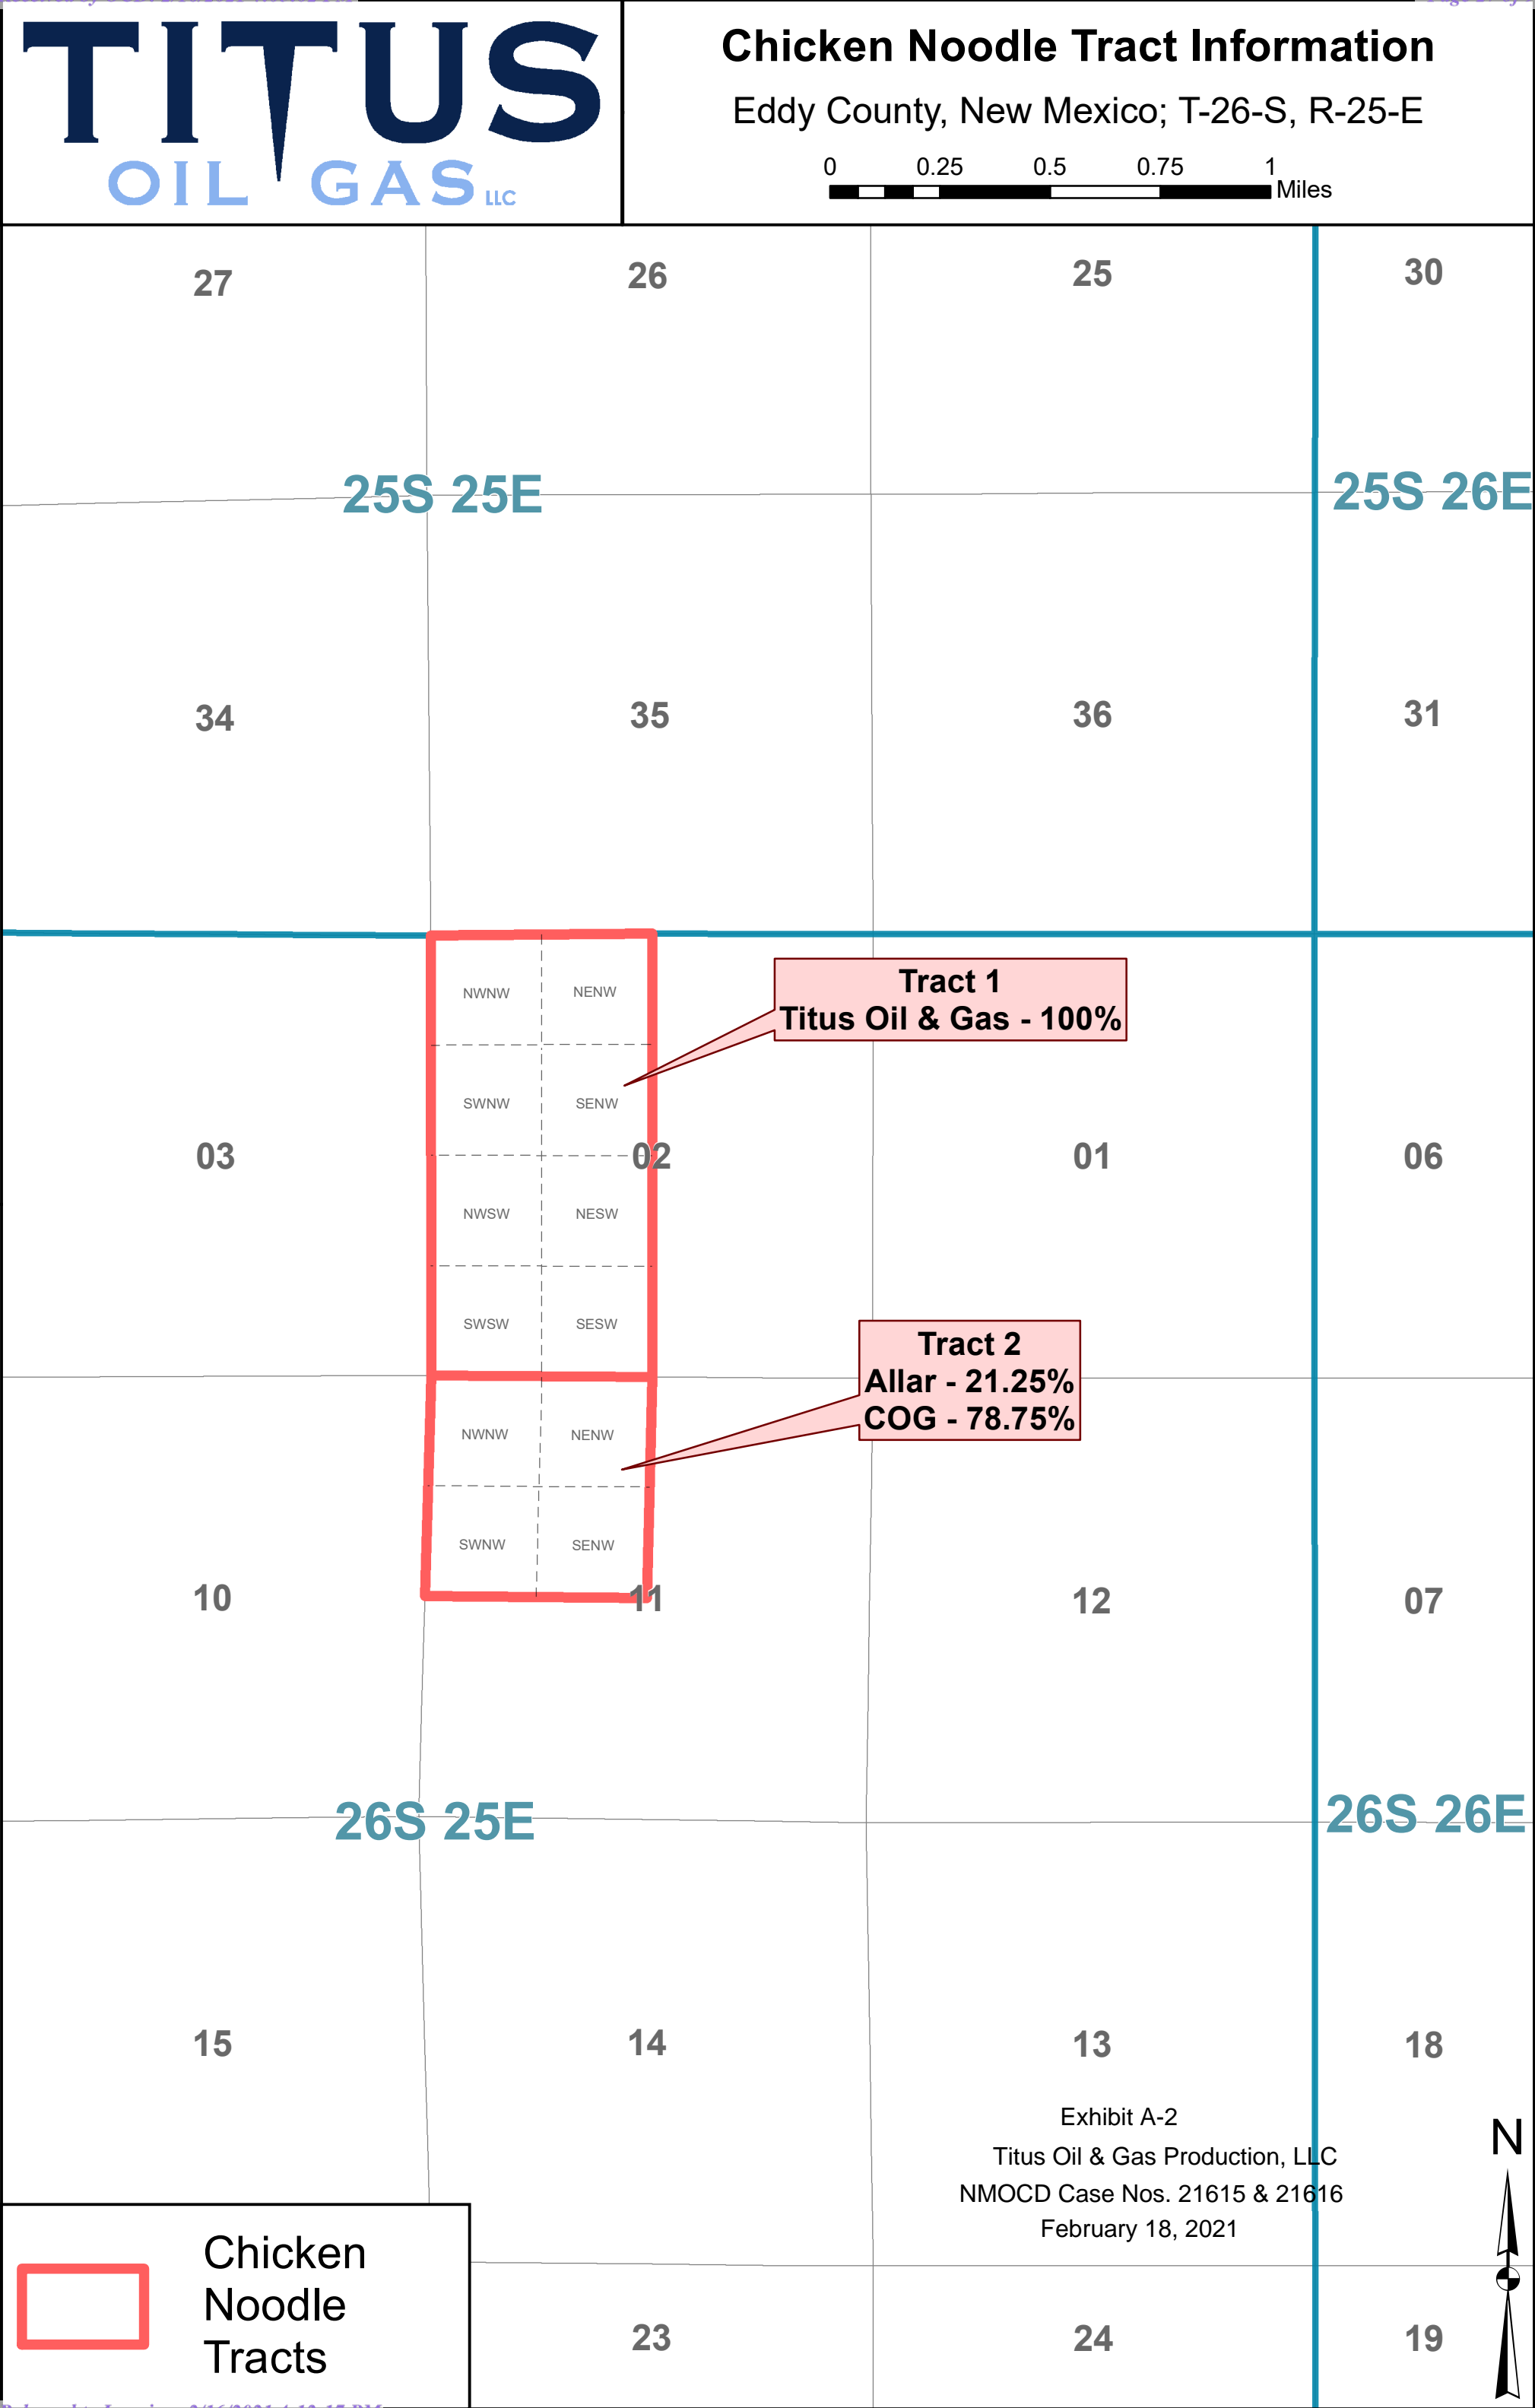 TITUS
OIL GAS LLC
Chicken Noodle Tract Information
Eddy County, New Mexico; T-26-S, R-25-E
0 0.25 0.5 0.75 1
Miles
27 26 25 30
25S 25E 25S 26E
34 35 36 31
NWNW NENW
Tract 1
Titus Oil & Gas - 100%
SWNW SENW
03 02 01 06
NWSW NESW
SWSW SESW
Tract 2
Allar - 21.25%
COG - 78.75%
NWNW NENW
SWNW SENW
10 11 12 07
26S 25E 26S 26E
15 14 13 18
Exhibit A-2
Titus Oil & Gas Production, LLC
NMOCD Case Nos. 21615 & 21616
February 18, 2021
N
Chicken
Noodle
Tracts
23 24 19